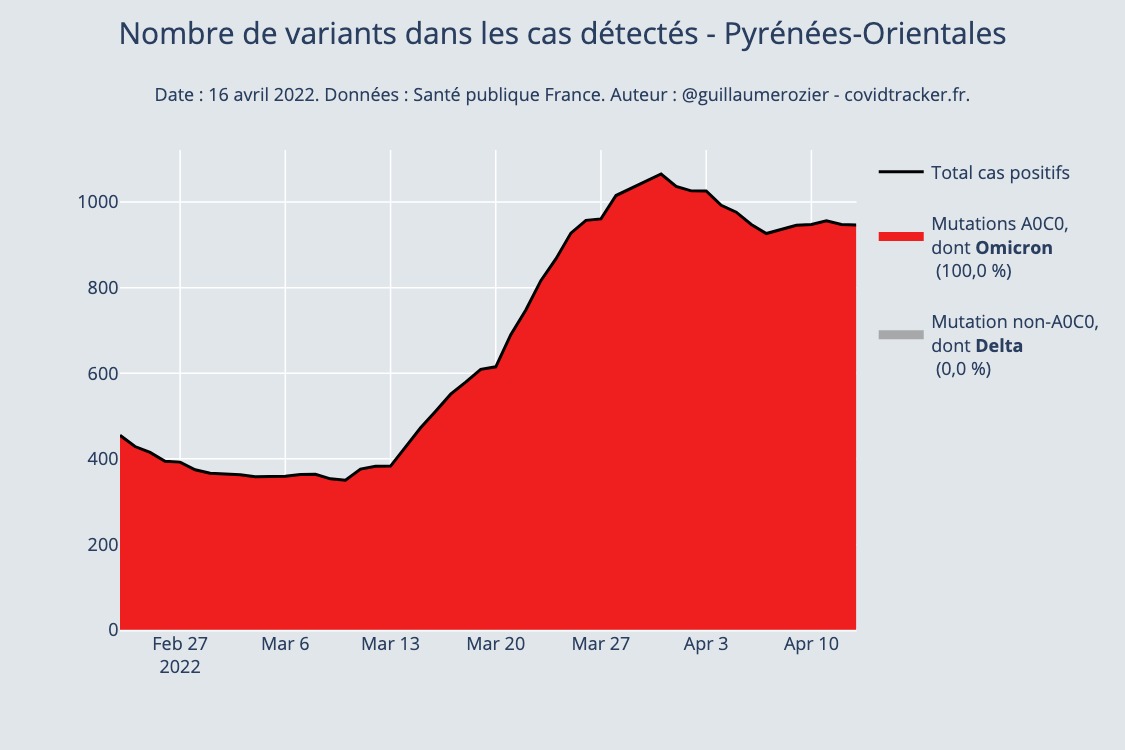 Nombre de variants dans les cas détectés - Pyrénées-Orientales
Date : 16 avril 2022. Données : Santé publique France. Auteur : @guillaumerozier - covidtracker.fr.
1000
800
600
400
200
0
Feb 27
2022
Mar 6
Mar 13
Mar 20
Mar 27
Apr 3
Apr 10
Total cas positifs
Mutations A0C0,
dont Omicron
(100,0 %)
Mutation non-A0C0,
dont Delta
(0,0 %)